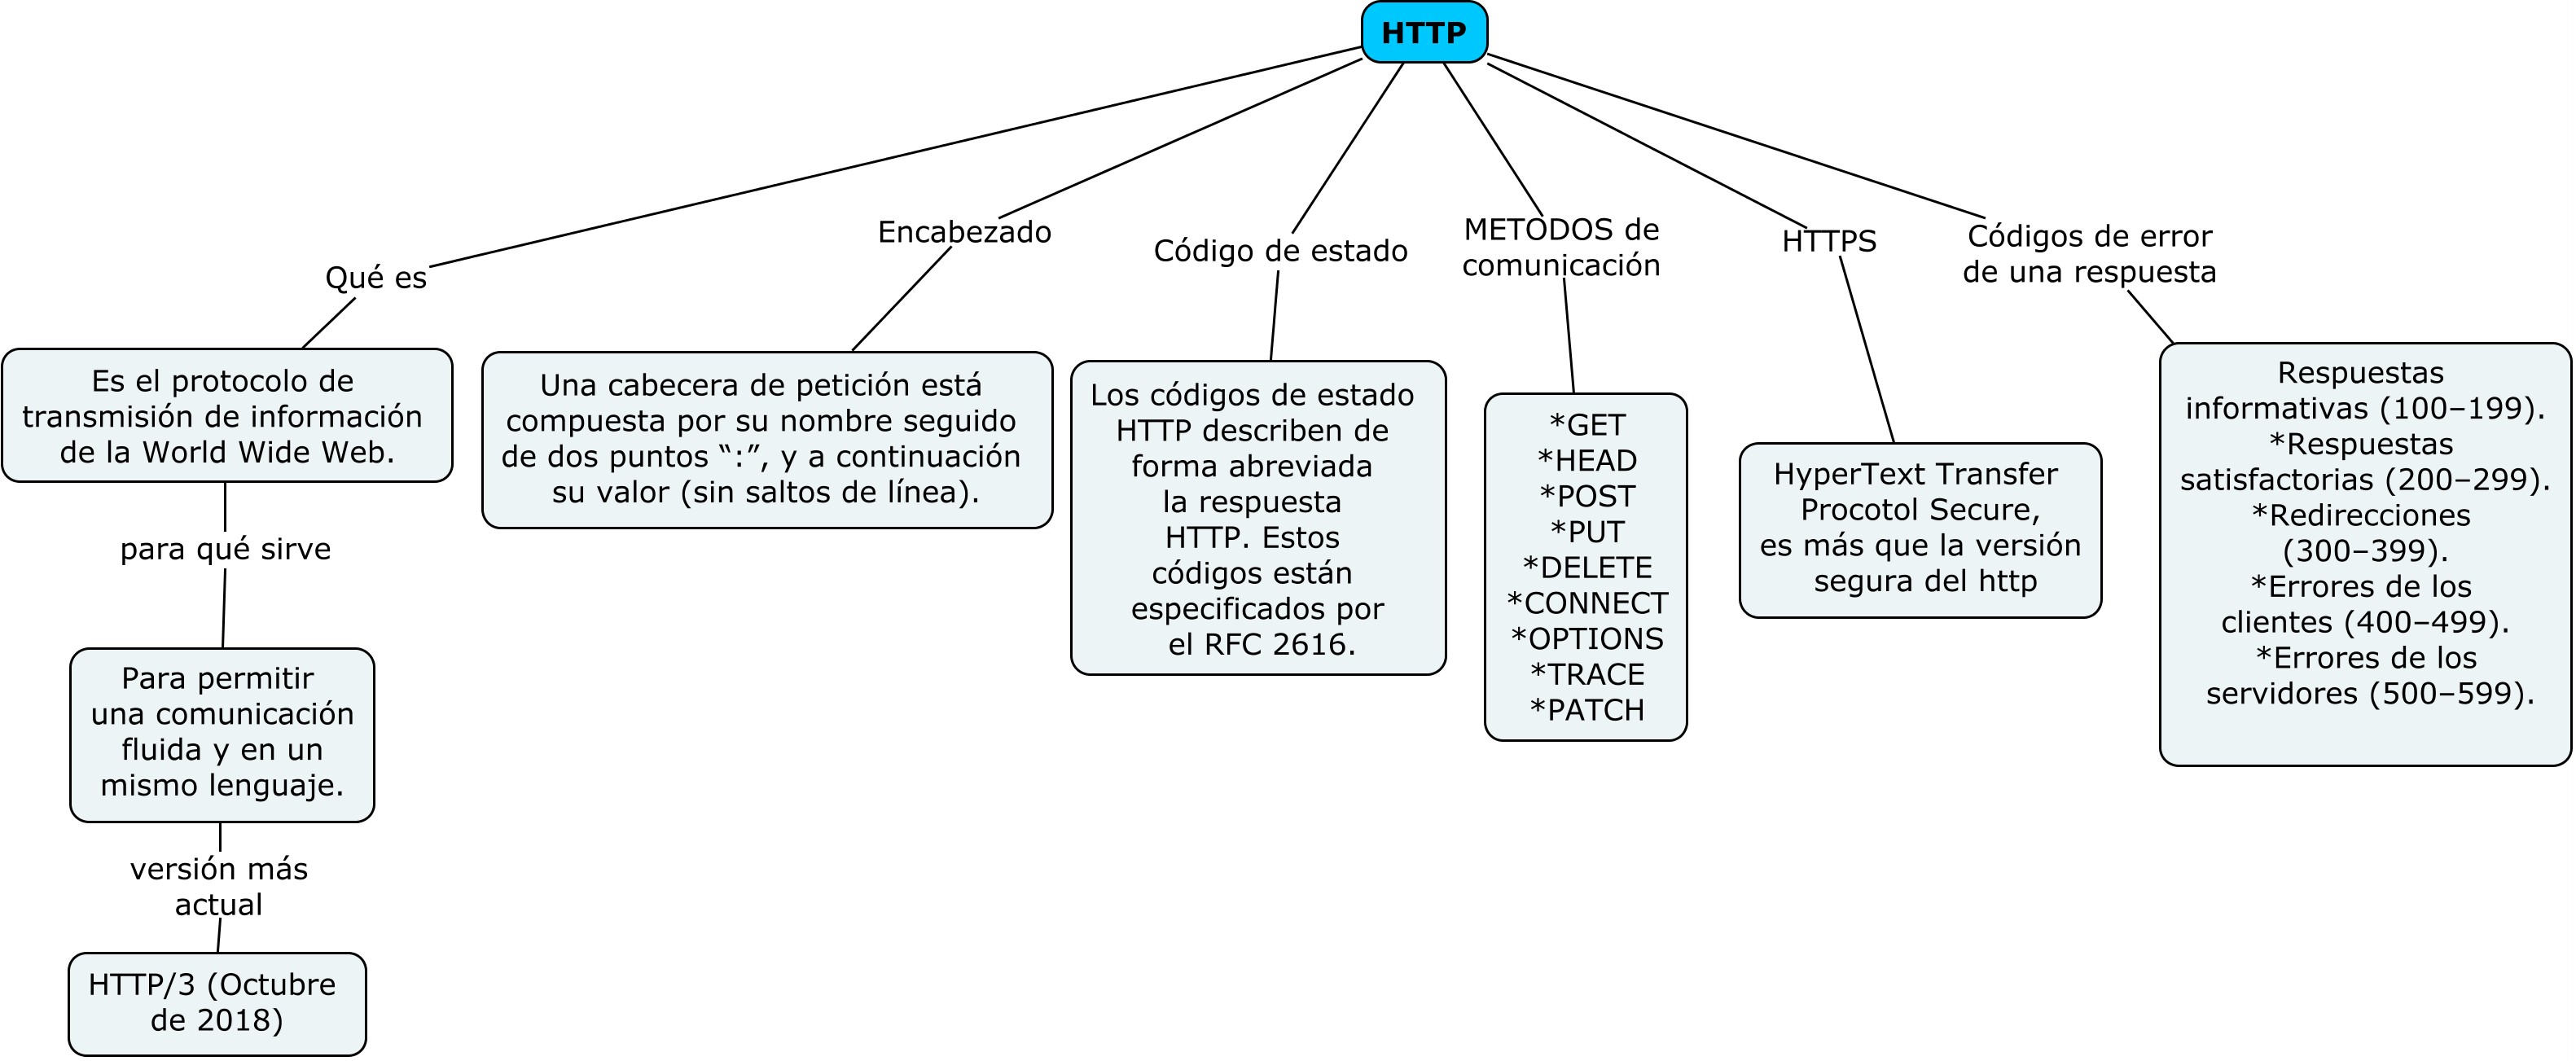 HTTP
Qué es
Es el protocolo de
transmisión de información
de la World Wide Web.
para qué sirve
Para permitir
una comunicación
fluida y en un
mismo lenguaje.
versión más
actual
HTTP/3 (Octubre
de 2018)
Encabezado
Una cabecera de petición está
compuesta por su nombre seguido
de dos puntos “:”, y a continuación
su valor (sin saltos de línea).
Código de estado
Los códigos de estado
HTTP describen de
forma abreviada
la respuesta
HTTP. Estos
códigos están
especificados por
el RFC 2616.
METODOS de
comunicación
*GET
*HEAD
*POST
*PUT
*DELETE
*CONNECT
*OPTIONS
*TRACE
*PATCH
HTTPS
HyperText Transfer
Procotol Secure,
es más que la versión
segura del http
Códigos de error
de una respuesta
Respuestas
informativas (100–199).
*Respuestas
satisfactorias (200–299).
*Redirecciones
(300–399).
*Errores de los
clientes (400–499).
*Errores de los
servidores (500–599).